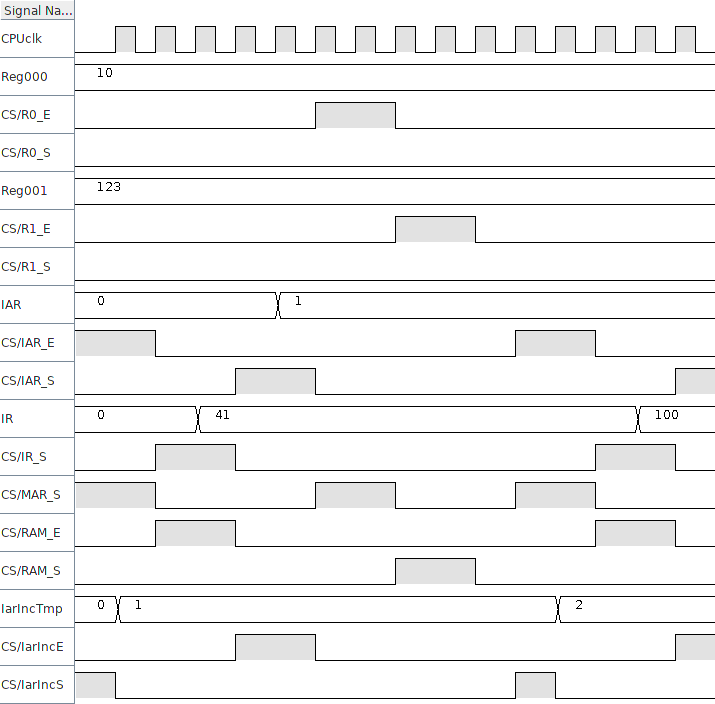 Signal Na...
CPUclk
Reg000 10
CS/R0_E
CS/R0_S
Reg001 123
CS/R1_E
CS/R1_S
IAR 0 1
CS/IAR_E
CS/IAR_S
IR 0 41 100
CS/IR_S
CS/MAR_S
CS/RAM_E
CS/RAM_S
IarIncTmp 0 1 2
CS/IarIncE
CS/IarIncS